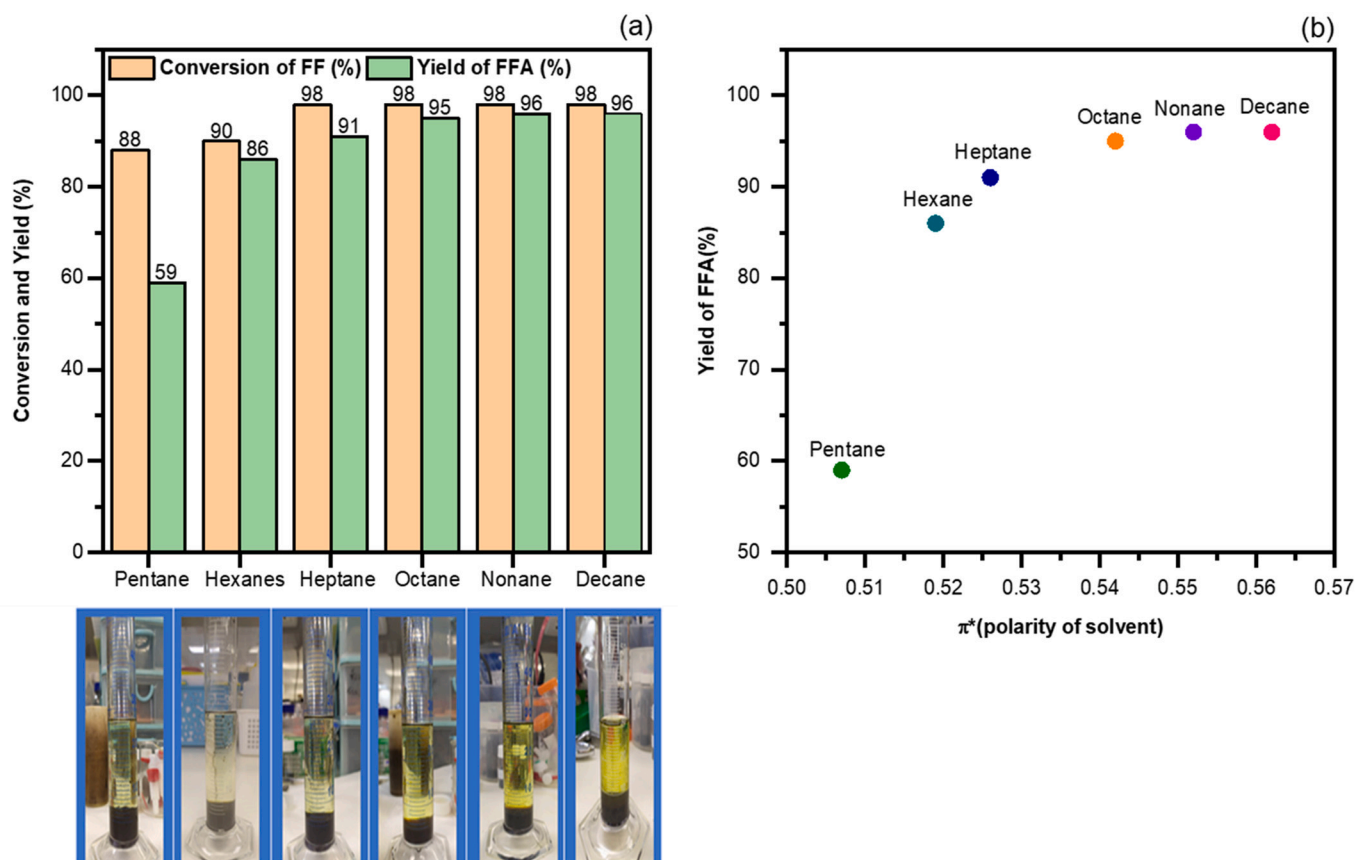 (a)
Conversion of FF (%) Yield of FFA (%)
Conversion and Yield (%)
100
80
60
40
20
0
88 59
90 86
98 91
98 95
98 96
98 96
Pentane Hexanes Heptane Octane Nonane Decane
(b)
Yield of FFA(%)
100
90
80
70
60
50
Pentane
Hexane
Heptane
Octane
Nonane
Decane
0.50 0.51 0.52 0.53 0.54 0.55 0.56 0.57
π*(polarity of solvent)